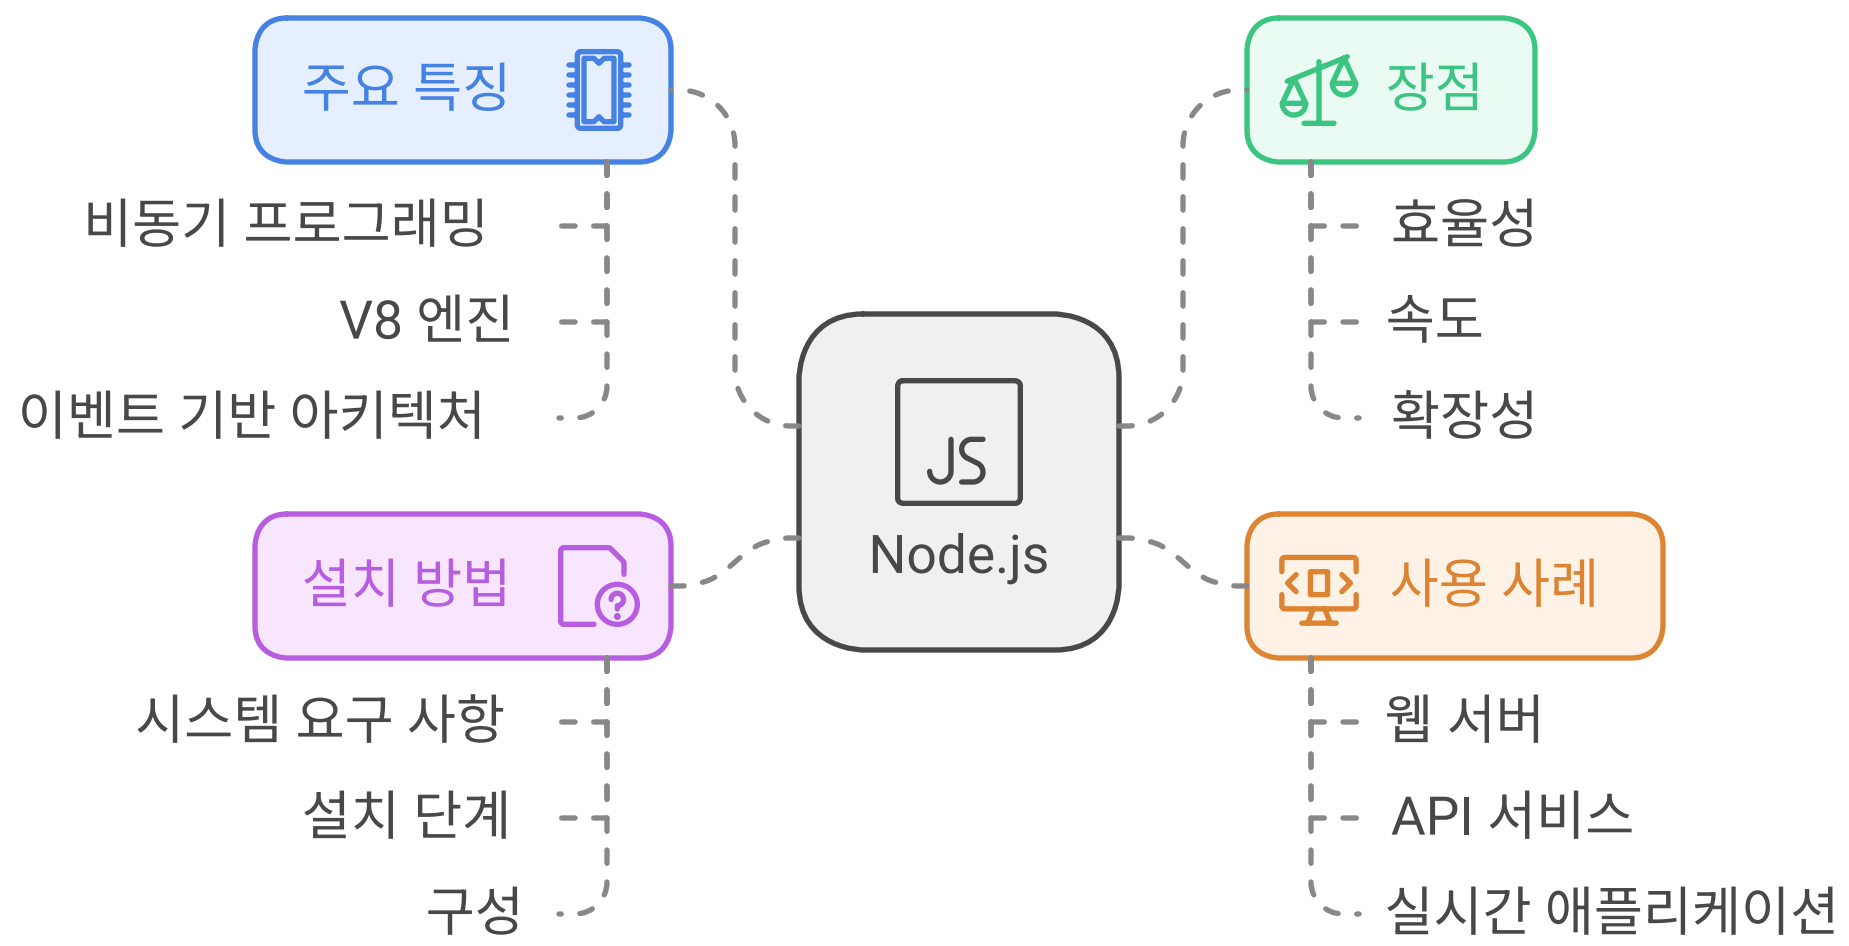 주요 특징
비동기 프로그래밍
V8 엔진
이벤트 기반 아키텍처
장점
효율성
속도
확장성
JS
Node.js
설치 방법
?
시스템 요구 사항
설치 단계
구성
사용 사례
웹 서버
API 서비스
실시간 애플리케이션